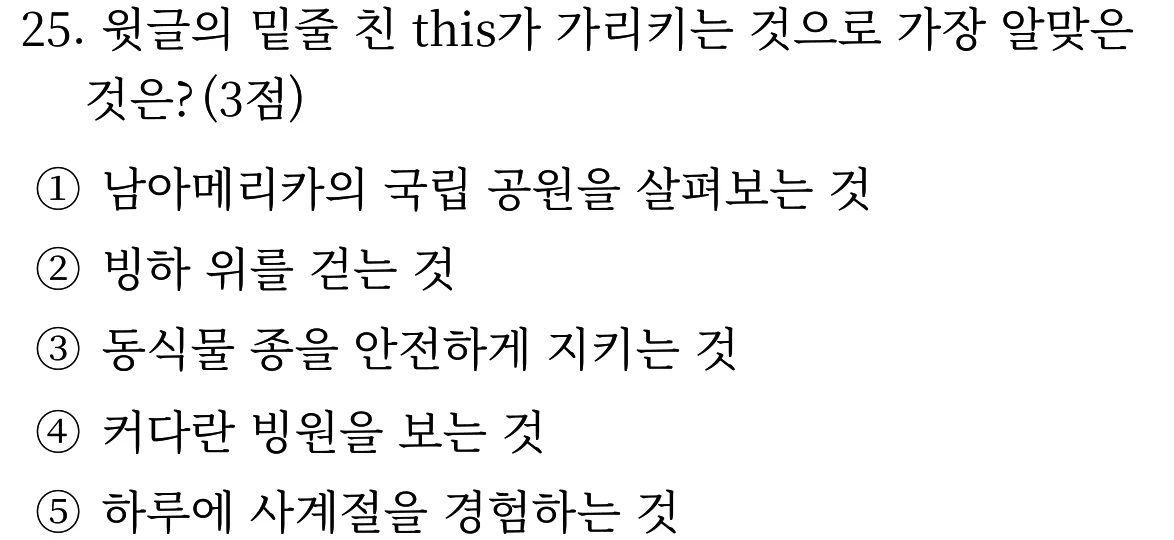 25. 윗글의 밑줄 친 this가 가리키는 것으로 가장 알맞은
것은?(3점)
① 남아메리카의 국립 공원을 살펴보는 것
② 빙하 위를 걷는 것
③ 동식물 종을 안전하게 지키는 것
④ 커다란 빙원을 보는 것
⑤ 하루에 사계절을 경험하는 것